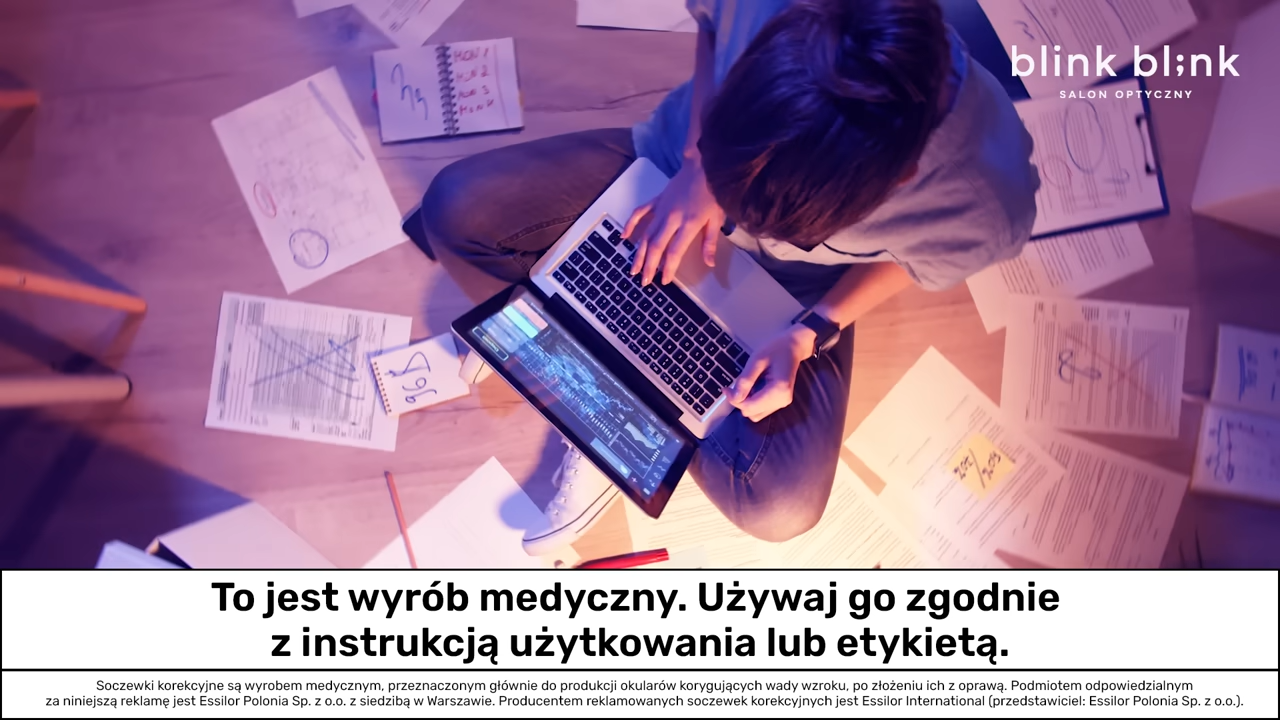 blink bl;nk
SALON OPTYCZNY
To jest wyrób medyczny. Używaj go zgodnie
z instrukcją użytkowania lub etykietą.
Soczewki korekcyjne są wyrobem medycznym, przeznaczonym głównie do produkcji okularów korygujących wady wzroku, po złożeniu ich z oprawą. Podmiotem odpowiedzialnym
za niniejszą reklamę jest Essilor Polonia Sp. z o.o. z siedzibą w Warszawie. Producentem reklamowanych soczewek korekcyjnych jest Essilor International (przedstawiciel: Essilor Polonia Sp. z o.o.).